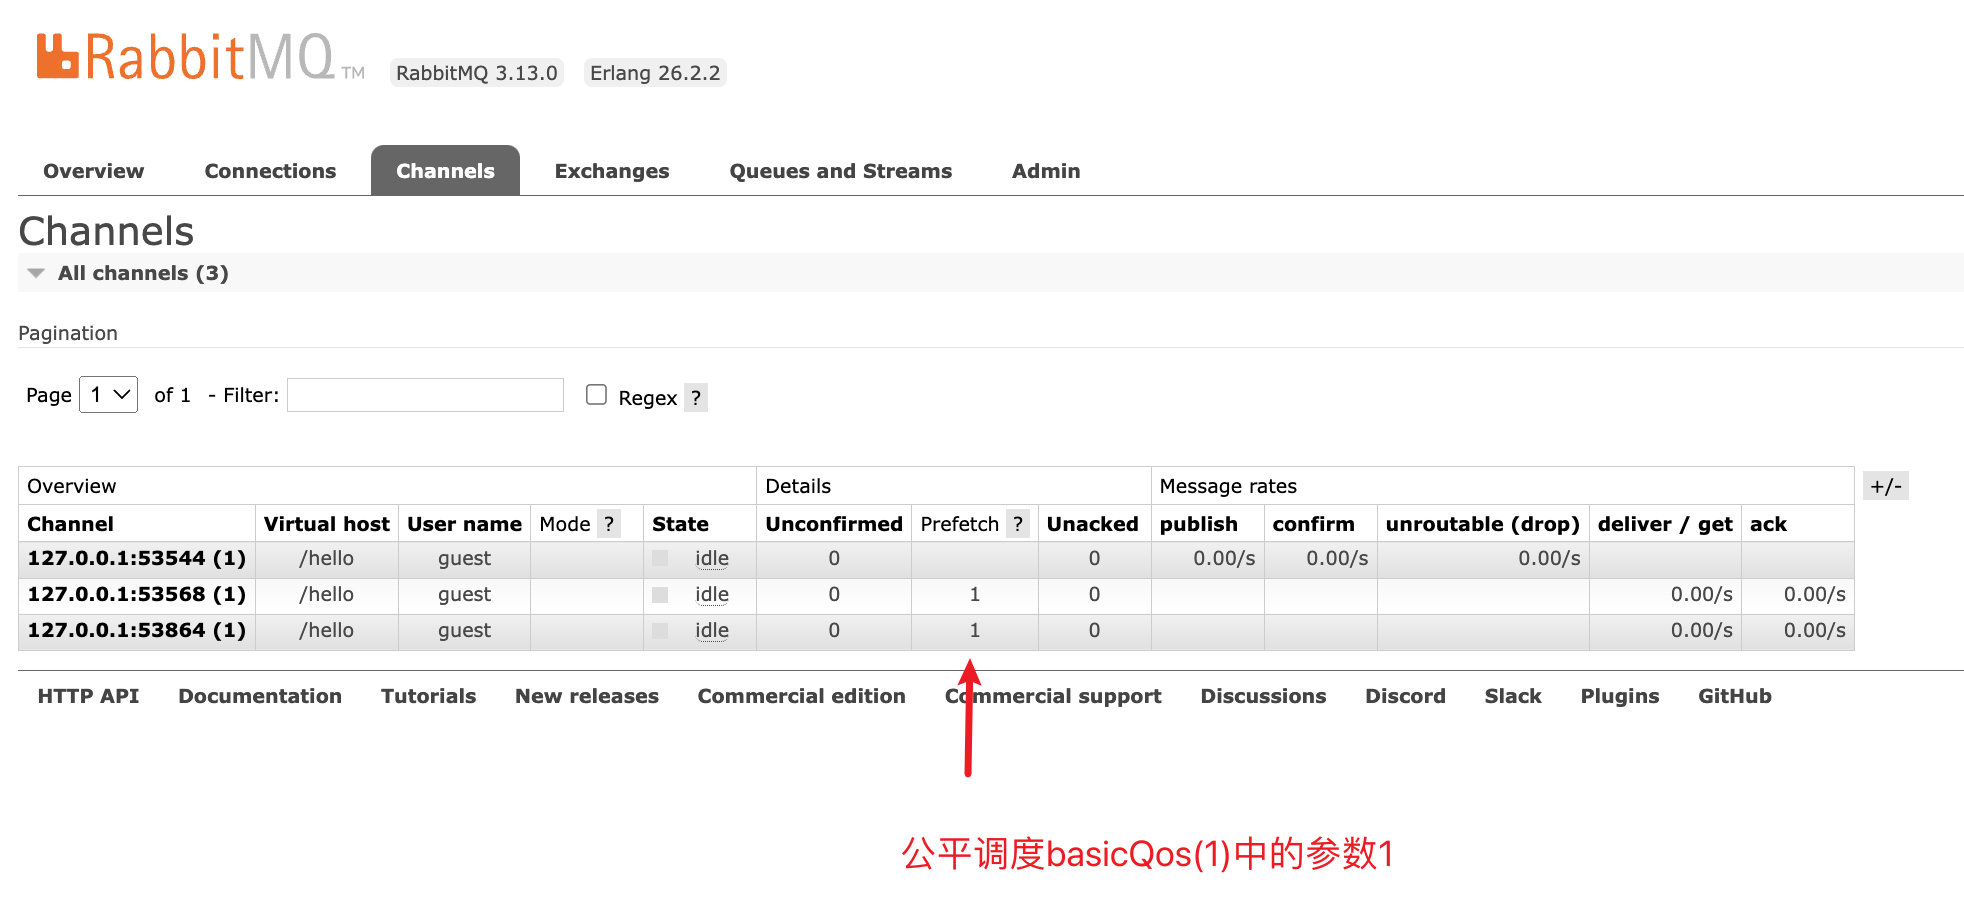 RabbitMQ TM RabbitMQ 3.13.0 Erlang 26.2.2
Overview Connections Channels Exchanges Queues and Streams Admin
Channels
All channels (3)
Pagination
Page 1 of 1 - Filter: Regex ?
Overview Details Message rates +/-
Channel Virtual host User name Mode ? State Unconfirmed Prefetch ? Unacked publish confirm unroutable (drop) deliver / get ack
127.0.0.1:53544 (1) /hello guest idle 0 0 0.00/s 0.00/s 0.00/s
127.0.0.1:53568 (1) /hello guest idle 0 1 0 0.00/s 0.00/s
127.0.0.1:53864 (1) /hello guest idle 0 1 0 0.00/s 0.00/s
HTTP API Documentation Tutorials New releases Commercial edition Commercial support Discussions Discord Slack Plugins GitHub
公平调度basicQos(1)中的参数1